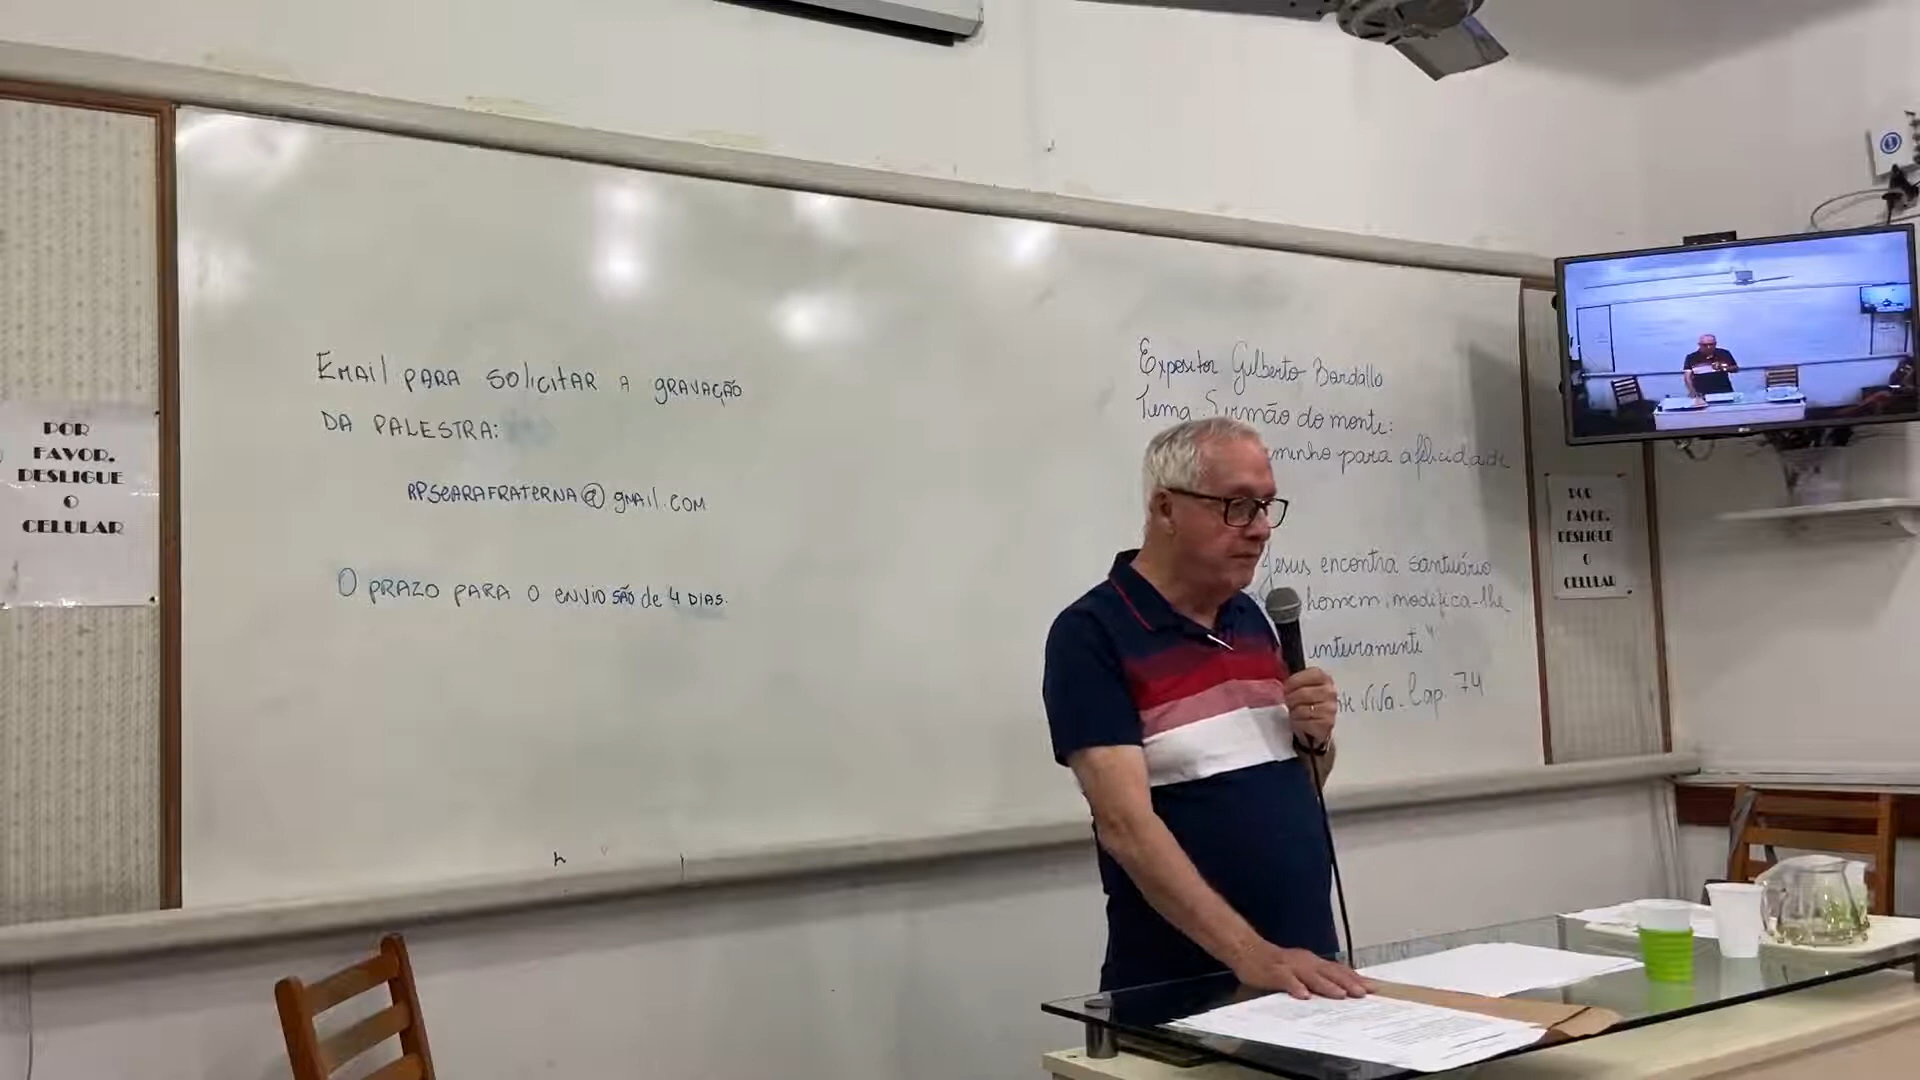 POR
FAVOR.
DESLIGUE
O
CELULAR
EMAIL PARA SOLICITAR A GRAVAÇÃO
DA PALESTRA:
RPSEARAFRATERNA@GMAIL.COM
O PRAZO PARA O ENVIO SÃO de 4 DIAS.
Expositor Gilberto
Tema: Sermão do monte:
minho para a felicidade
Jesus encontra santuário
homem, modifica-lhe
inteiramente"
Viva. Cap. 74
POR
FAVOR.
DESLIGUE
O
CELULAR